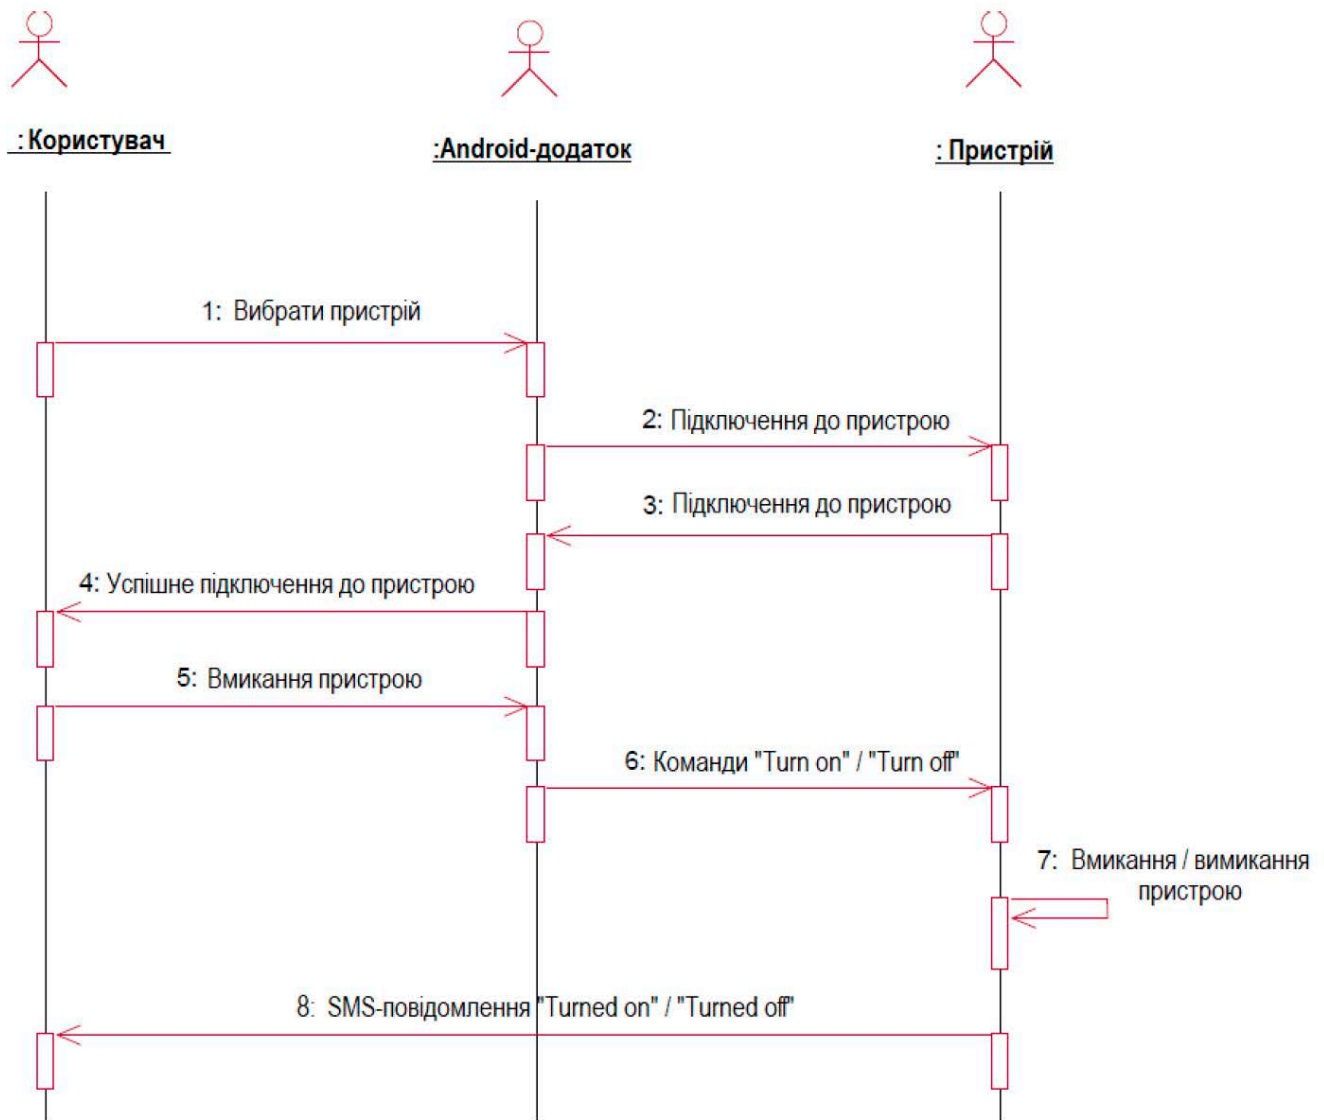 : Користувач
:Android-додаток
: Пристрій
1: Вибрати пристрій
2: Підключення до пристрою
3: Підключення до пристрою
4: Успішне підключення до пристрою
5: Вмикання пристрою
6: Команди "Turn on" / "Turn off"
7: Вмикання / вимикання
пристрою
8: SMS-повідомлення "Turned on" / "Turned off"